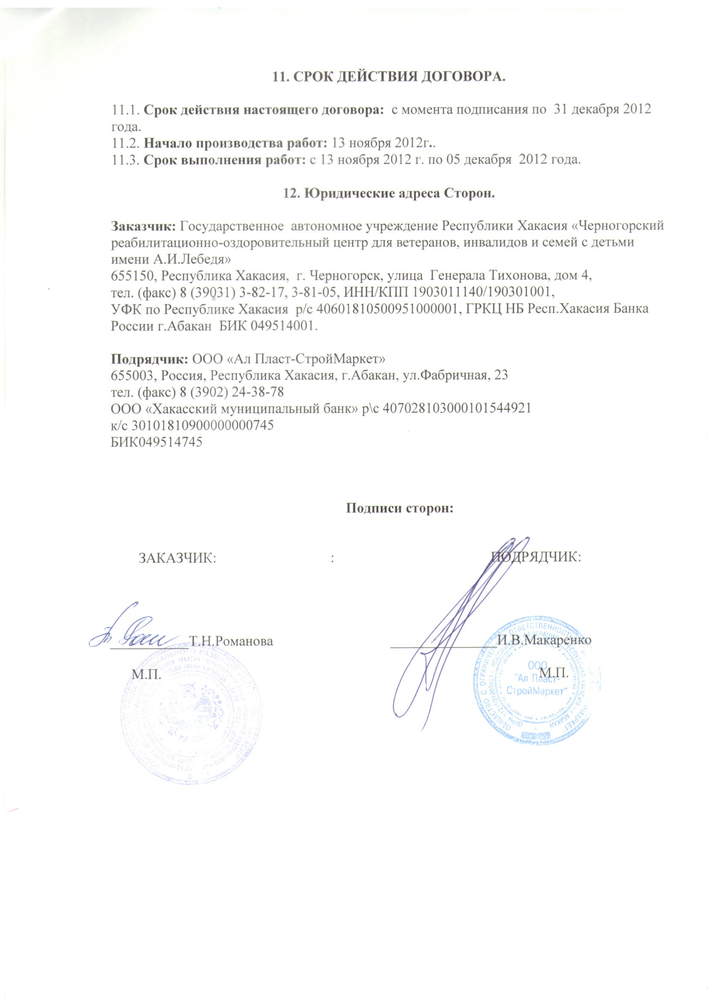 11. СРОК ДЕЙСТВИЯ ДОГОВОРА.
11.1. Срок действия настоящего договора: с момента подписания по 31 декабря 2012
года.
11.2. Начало производства работ: 13 ноября 2012г..
11.3. Срок выполнения работ: с 13 ноября 2012 г. по 05 декабря 2012 года.
12. Юридические адреса Сторон.
Заказчик: Государственное автономное учреждение Республики Хакасия «Черногорский
реабилитационно-оздоровительный центр для ветеранов, инвалидов и семей с детьми
имени А.И.Лебедя»
655150, Республика Хакасия, г. Черногорск, улица Генерала Тихонова, дом 4,
тел. (факс) 8 (39031) 3-82-17, 3-81-05, ИНН/КПП 1903011140/190301001,
УФК по Республике Хакасия р/с 40601810500951000001, ГРКЦ НБ Респ.Хакасия Банка
России г.Абакан БИК 049514001.
Подрядчик: ООО «Ал Пласт-СтройМаркет»
655003, Россия, Республика Хакасия, г.Абакан, ул.Фабричная, 23
тел. (факс) 8 (3902) 24-38-78
ООО «Хакасский муниципальный банк» р\с 407028103000101544921
к/с 30101810900000000745
БИК049514745
Подписи сторон:
ЗАКАЗЧИК: : ПОДРЯДЧИК:
Т.Н.Романова И.В.Макаренко
М.П. М.П.
ООО
"Ал Пласт-
СтройМаркет"